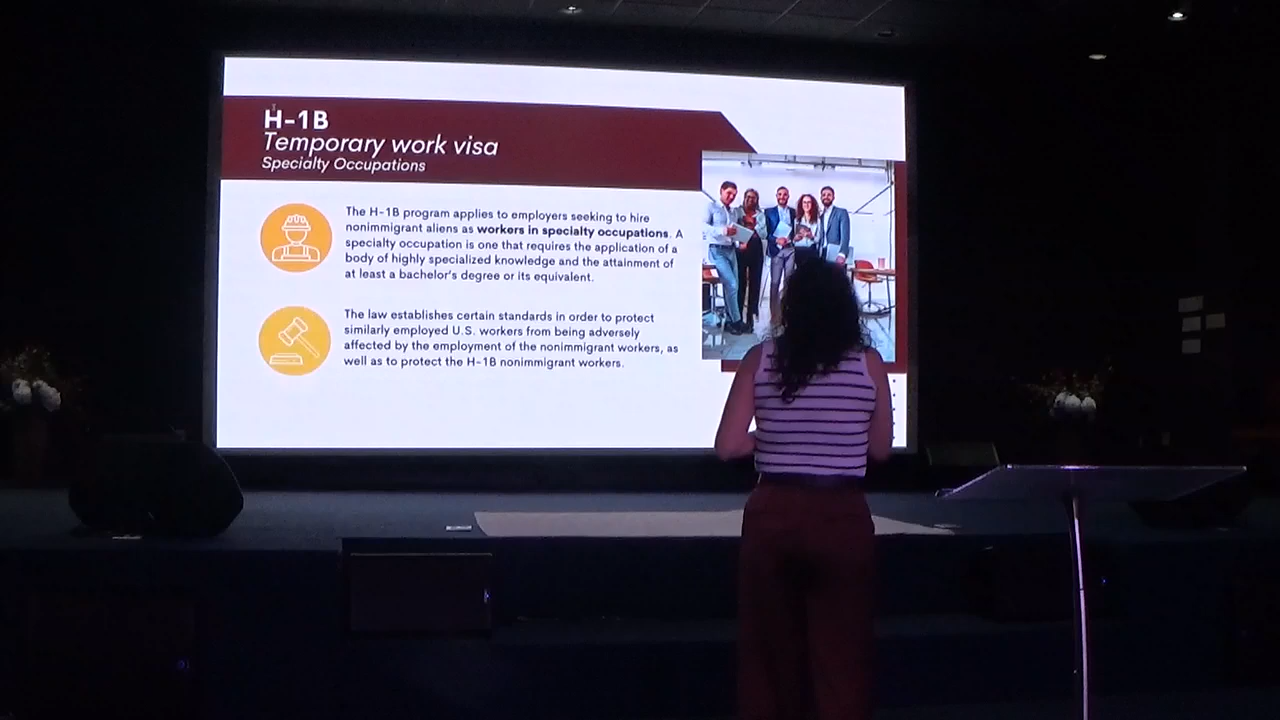 H-1B
Temporary work visa
Specialty Occupations
The H-1B program applies to employers seeking to hire
nonimmigrant aliens as workers in specialty occupations. A
specialty occupation is one that requires the application of a
body of highly specialized knowledge and the attainment of
at least a bachelor's degree or its equivalent.
The law establishes certain standards in order to protect
similarly employed U.S. workers from being adversely
affected by the employment of the nonimmigrant workers, as
well as to protect the H-1B nonimmigrant workers.